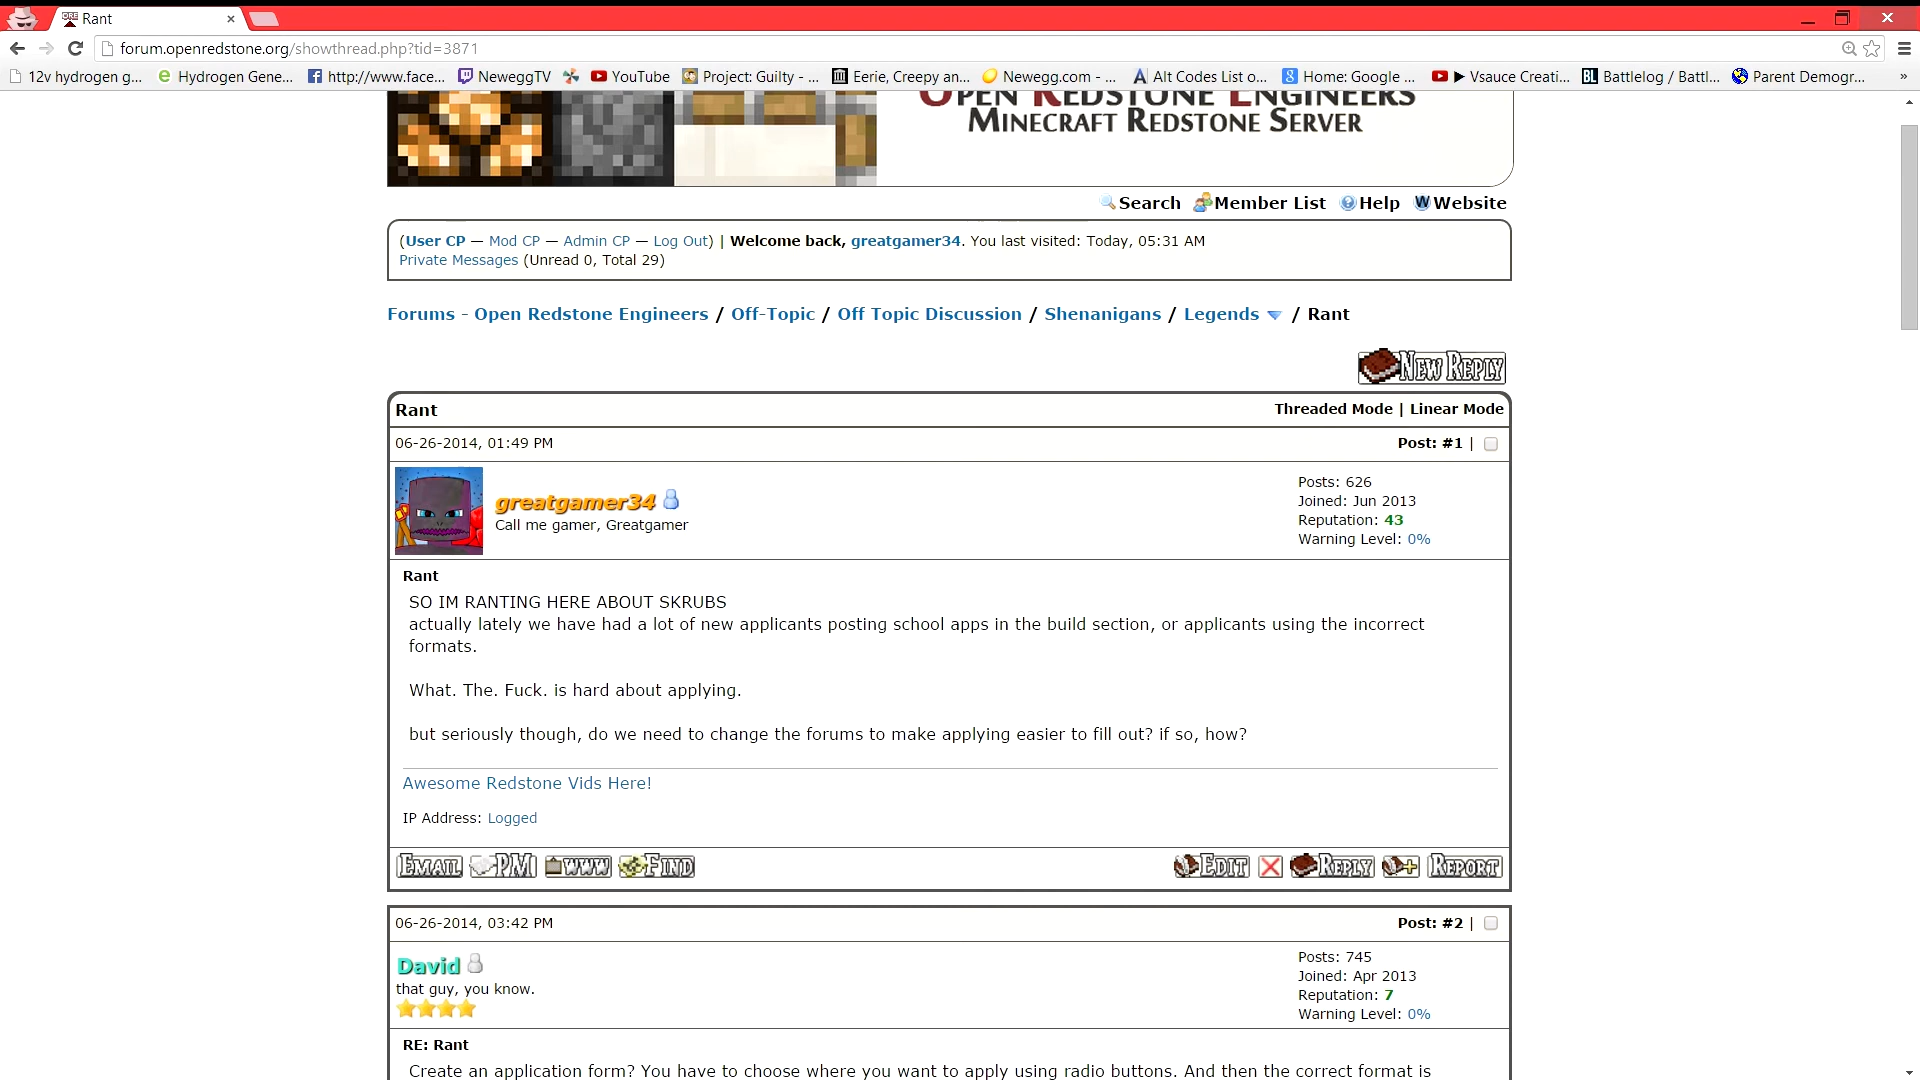 Rant
forum.openredstone.org/showthread.php?tid=3871
12v hydrogen g... Hydrogen Gene... http://www.face... NeweggTV YouTube Project: Guilty - ... Eerie, Creepy an... Newegg.com - ... Alt Codes List o... Home: Google ... ▶ Vsauce Creati... Battlelog / Battl... Parent Demogr... »
Open Redstone Engineers
Minecraft Redstone Server
Search Member List Help Website
(User CP — Mod CP — Admin CP — Log Out) | Welcome back, greatgamer34. You last visited: Today, 05:31 AM
Private Messages (Unread 0, Total 29)
Forums - Open Redstone Engineers / Off-Topic / Off Topic Discussion / Shenanigans / Legends / Rant
New Reply
Rant Threaded Mode | Linear Mode
06-26-2014, 01:49 PM Post: #1 |
greatgamer34
Call me gamer, Greatgamer
Posts: 626
Joined: Jun 2013
Reputation: 43
Warning Level: 0%
Rant
SO IM RANTING HERE ABOUT SKRUBS
actually lately we have had a lot of new applicants posting school apps in the build section, or applicants using the incorrect
formats.
What. The. Fuck. is hard about applying.
but seriously though, do we need to change the forums to make applying easier to fill out? if so, how?
Awesome Redstone Vids Here!
IP Address: Logged
Email PM WWW Find Edit Reply Report
06-26-2014, 03:42 PM Post: #2 |
David
that guy, you know.
Posts: 745
Joined: Apr 2013
Reputation: 7
Warning Level: 0%
RE: Rant
Create an application form? You have to choose where you want to apply using radio buttons. And then the correct format is